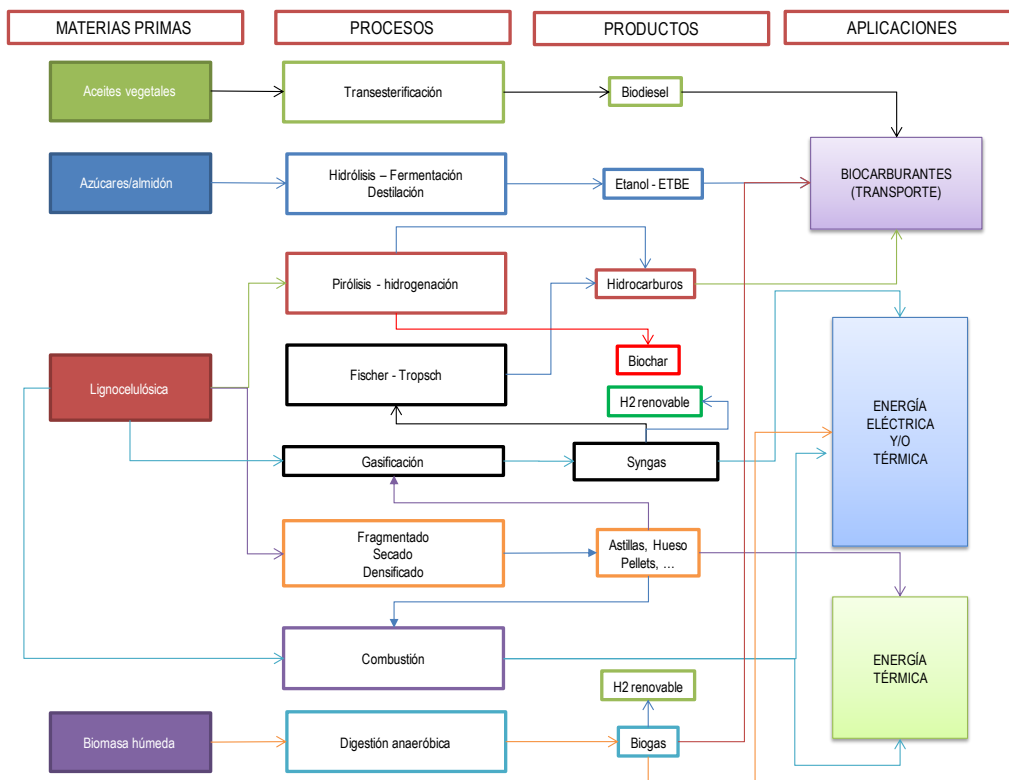 MATERIAS PRIMAS
PROCESOS
PRODUCTOS
APLICACIONES
Aceites vegetales
Transesterificación
Biodiesel
Azúcares/almidón
Hidrólisis – Fermentación
Destilación
Etanol - ETBE
BIOCARBURANTES
(TRANSPORTE)
Pirólisis - hidrogenación
Hidrocarburos
Biochar
Lignocelulósica
Fischer - Tropsch
H2 renovable
ENERGÍA
ELÉCTRICA
Y/O
TÉRMICA
Gasificación
Syngas
Fragmentado
Secado
Densificado
Astillas, Hueso
Pellets, ...
Combustión
ENERGÍA
TÉRMICA
H2 renovable
Biomasa húmeda
Digestión anaeróbica
Biogas